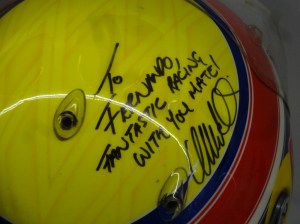 TO
FERNANDO,
FANTASTIC RACING
WITH YOU MATE!